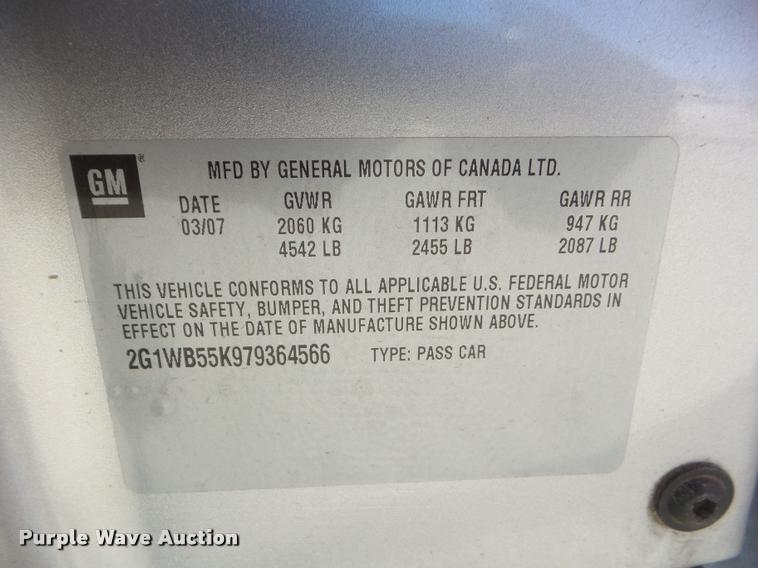 GM
®
MFD BY GENERAL MOTORS OF CANADA LTD.
DATE GVWR GAWR FRT GAWR RR
03/07 2060 KG 1113 KG 947 KG
4542 LB 2455 LB 2087 LB
THIS VEHICLE CONFORMS TO ALL APPLICABLE U.S. FEDERAL MOTOR
VEHICLE SAFETY, BUMPER, AND THEFT PREVENTION STANDARDS IN
EFFECT ON THE DATE OF MANUFACTURE SHOWN ABOVE.
2G1WB55K979364566 TYPE: PASS CAR
Purple Wave Auction